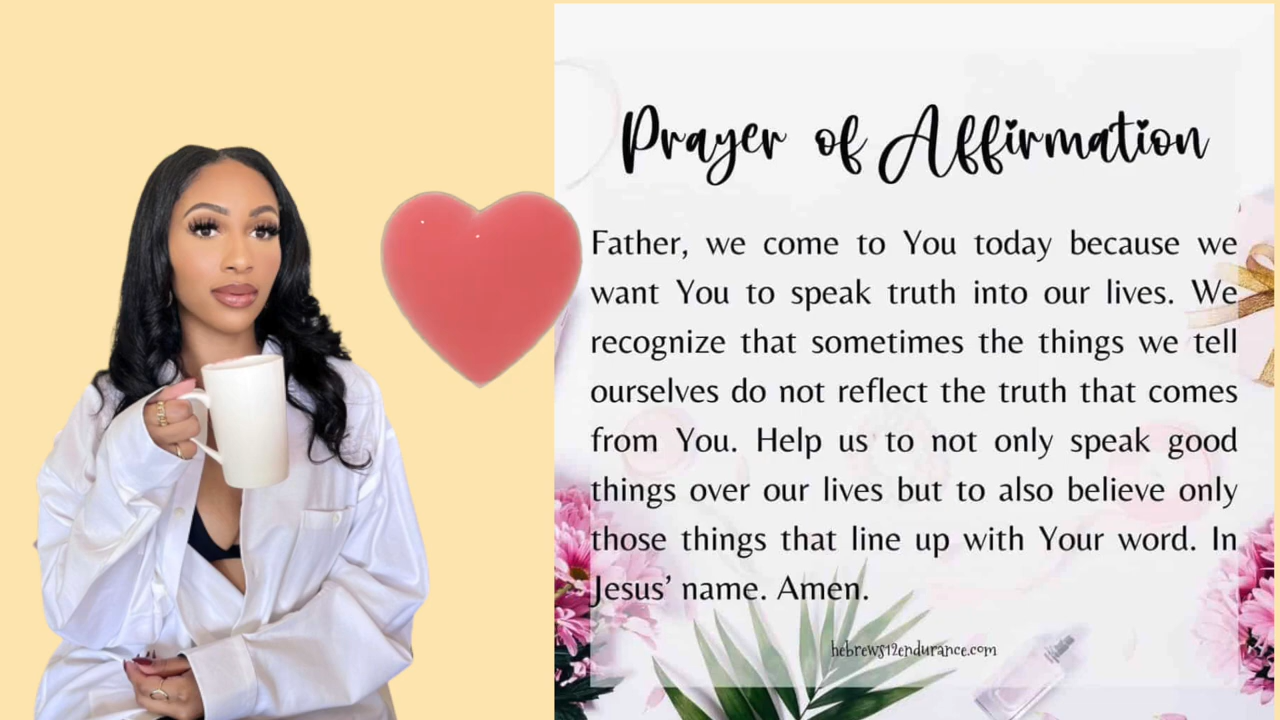 Prayer of Affirmation
Father, we come to You today because we
want You to speak truth into our lives. We
recognize that sometimes the things we tell
ourselves do not reflect the truth that comes
from You. Help us to not only speak good
things over our lives but to also believe only
those things that line up with Your word. In
Jesus’ name. Amen.
hebrews12endurance.com